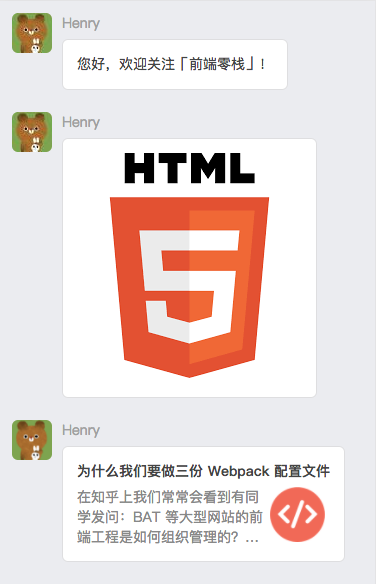 Henry
您好，欢迎关注「前端零栈」！
Henry
HTML
5
Henry
为什么我们要做三份 Webpack 配置文件
在知乎上我们常常会看到有同
学发问：BAT 等大型网站的前
端工程是如何组织管理的？...
</>